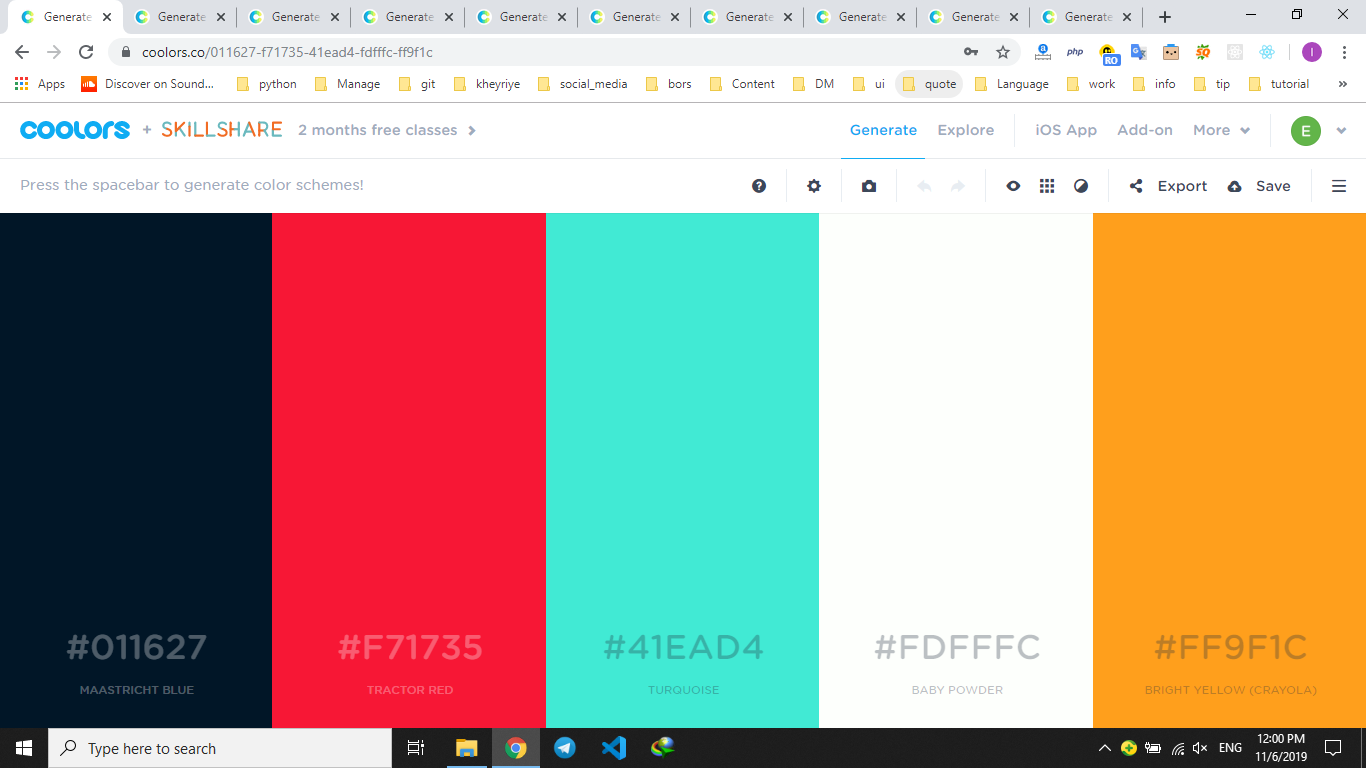 Generate Generate Generate Generate Generate Generate Generate Generate Generate Generate
coolors.co/011627-f71735-41ead4-fdfffc-ff9f1c
php
RO
I
Apps Discover on Sound... python Manage git kheyriye social_media bors Content DM ui quote Language work info tip tutorial »
coolors + SKILLSHARE 2 months free classes Generate Explore iOS App Add-on More E
Press the spacebar to generate color schemes! Export Save
#011627 #F71735 #41EAD4 #FDFFFC #FF9F1C
MAASTRICHT BLUE TRACTOR RED TURQUOISE BABY POWDER BRIGHT YELLOW (CRAYOLA)
Type here to search ENG 12:00 PM
11/6/2019